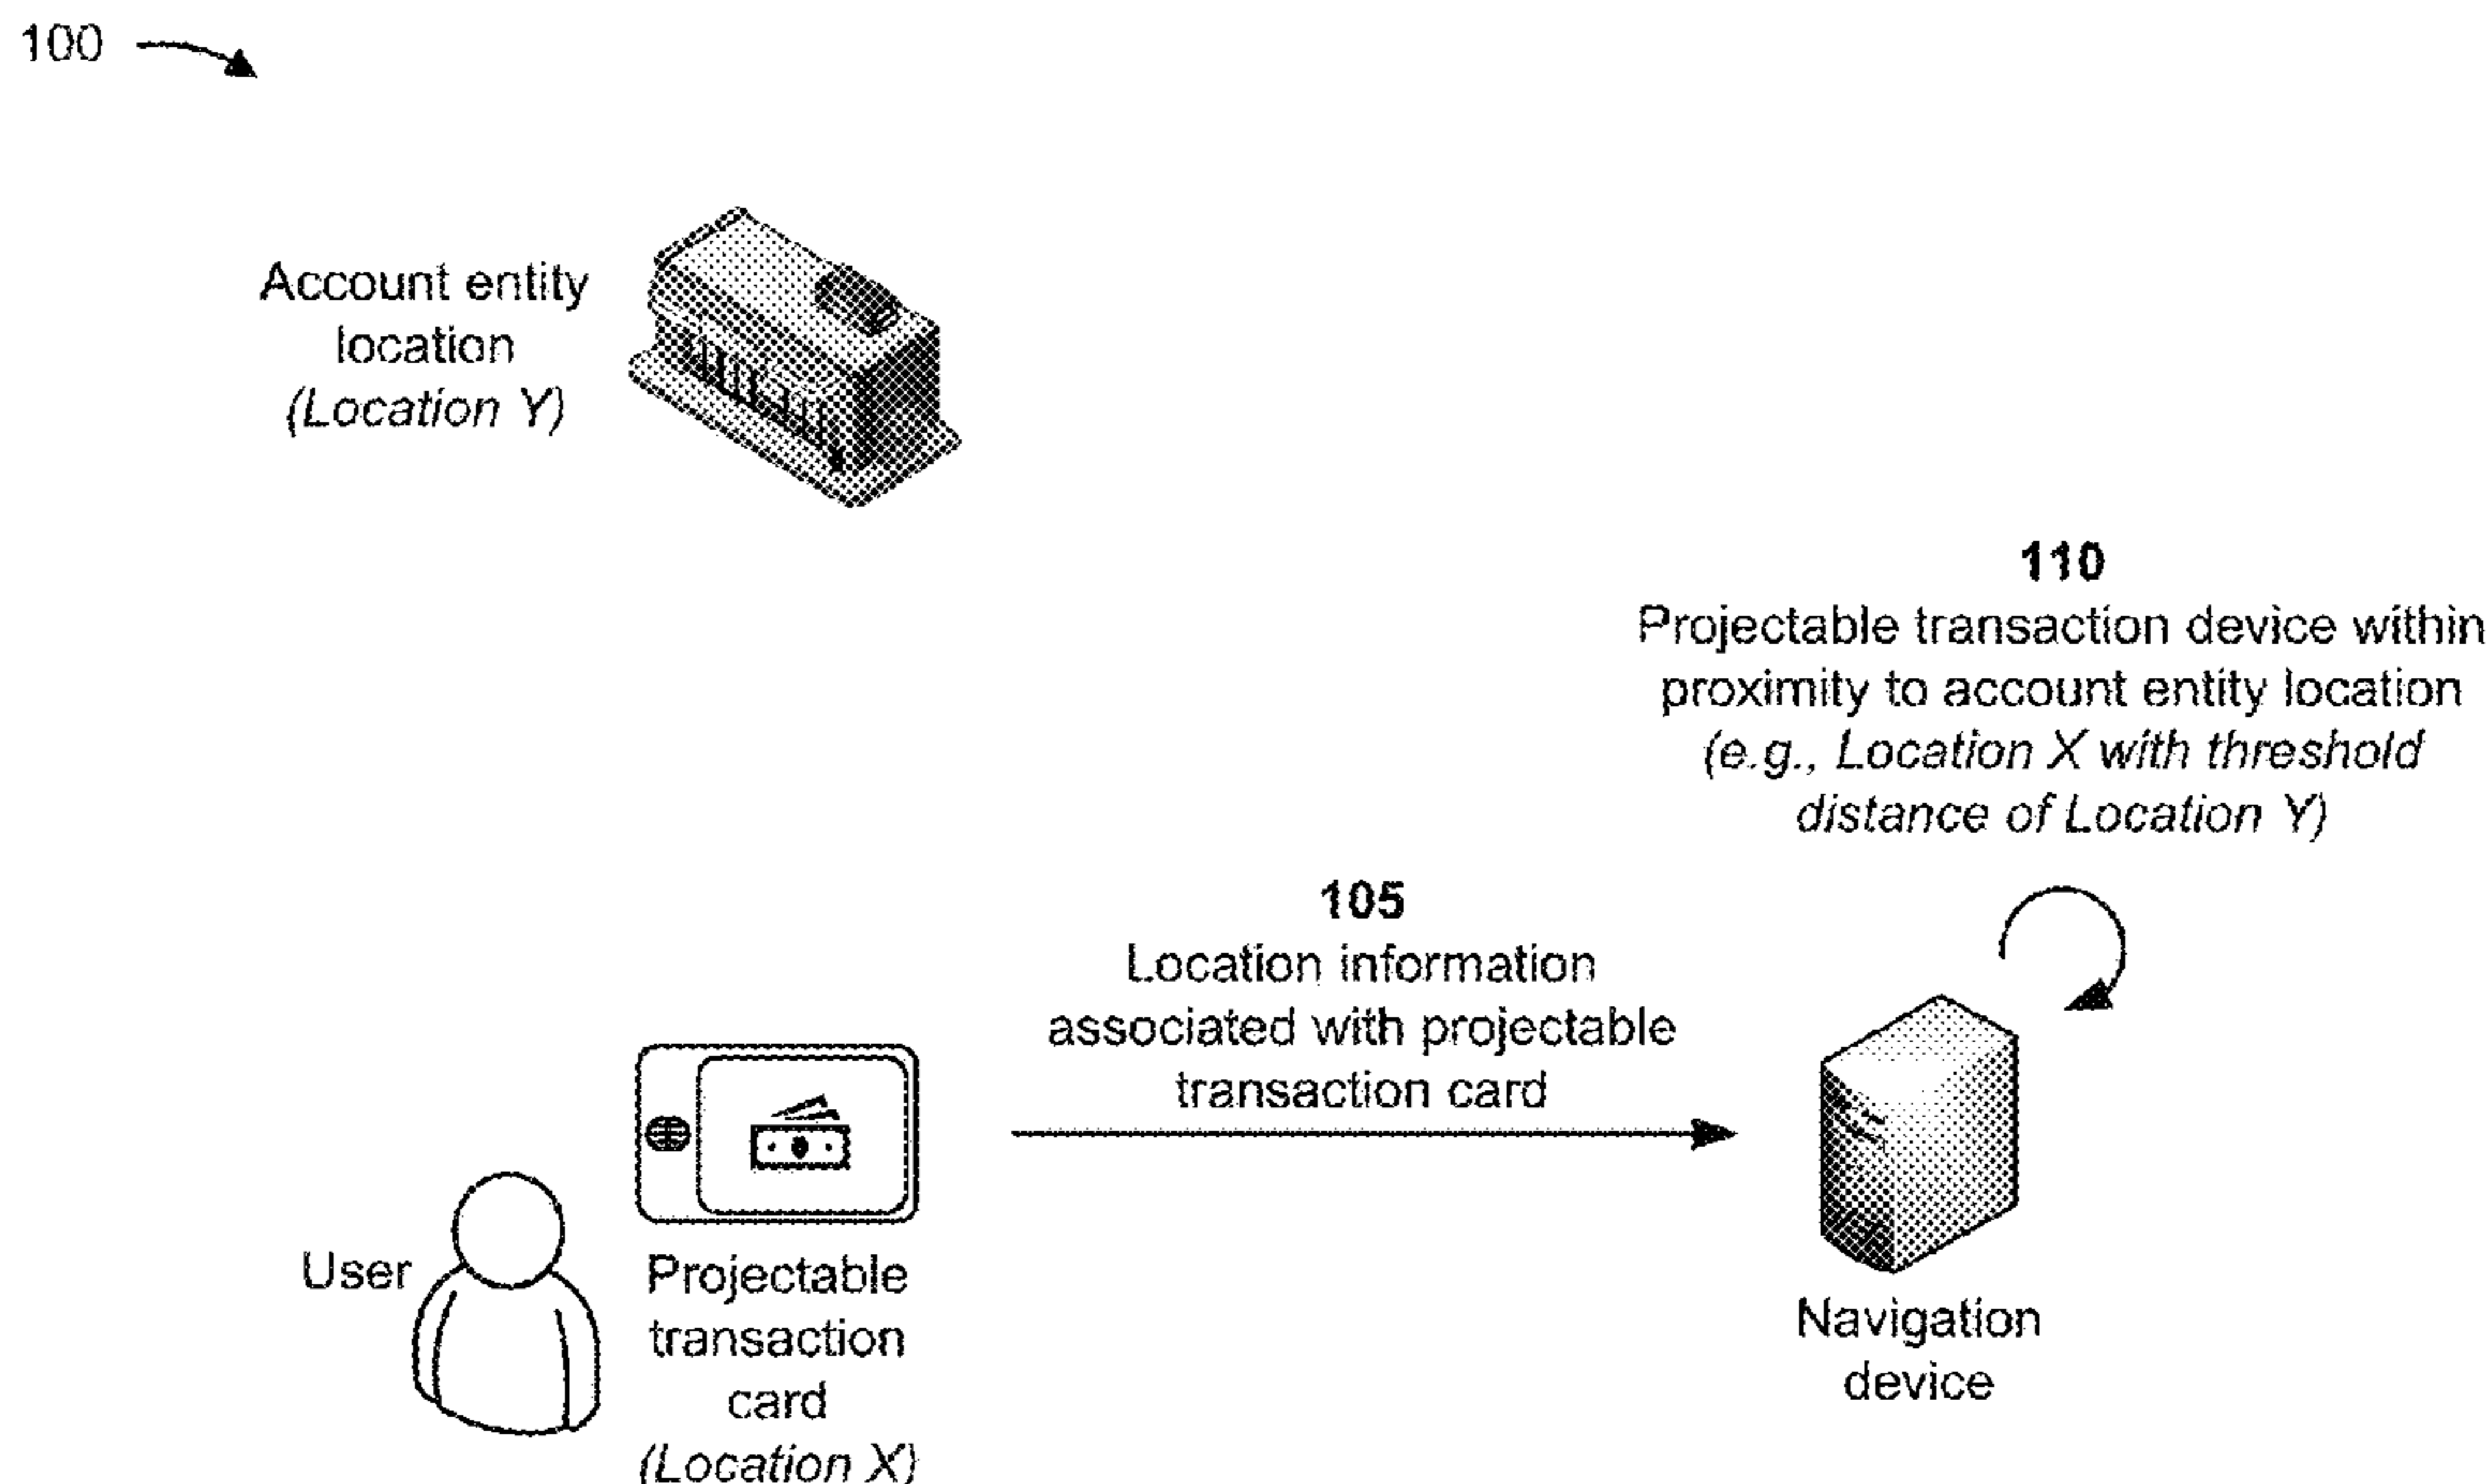 100
Account entity
location
(Location Y)
110
Projectable transaction device within
proximity to account entity location
(e.g., Location X with threshold
distance of Location Y)
105
Location information
associated with projectable
transaction card
User
Projectable
transaction
card
(Location X)
Navigation
device